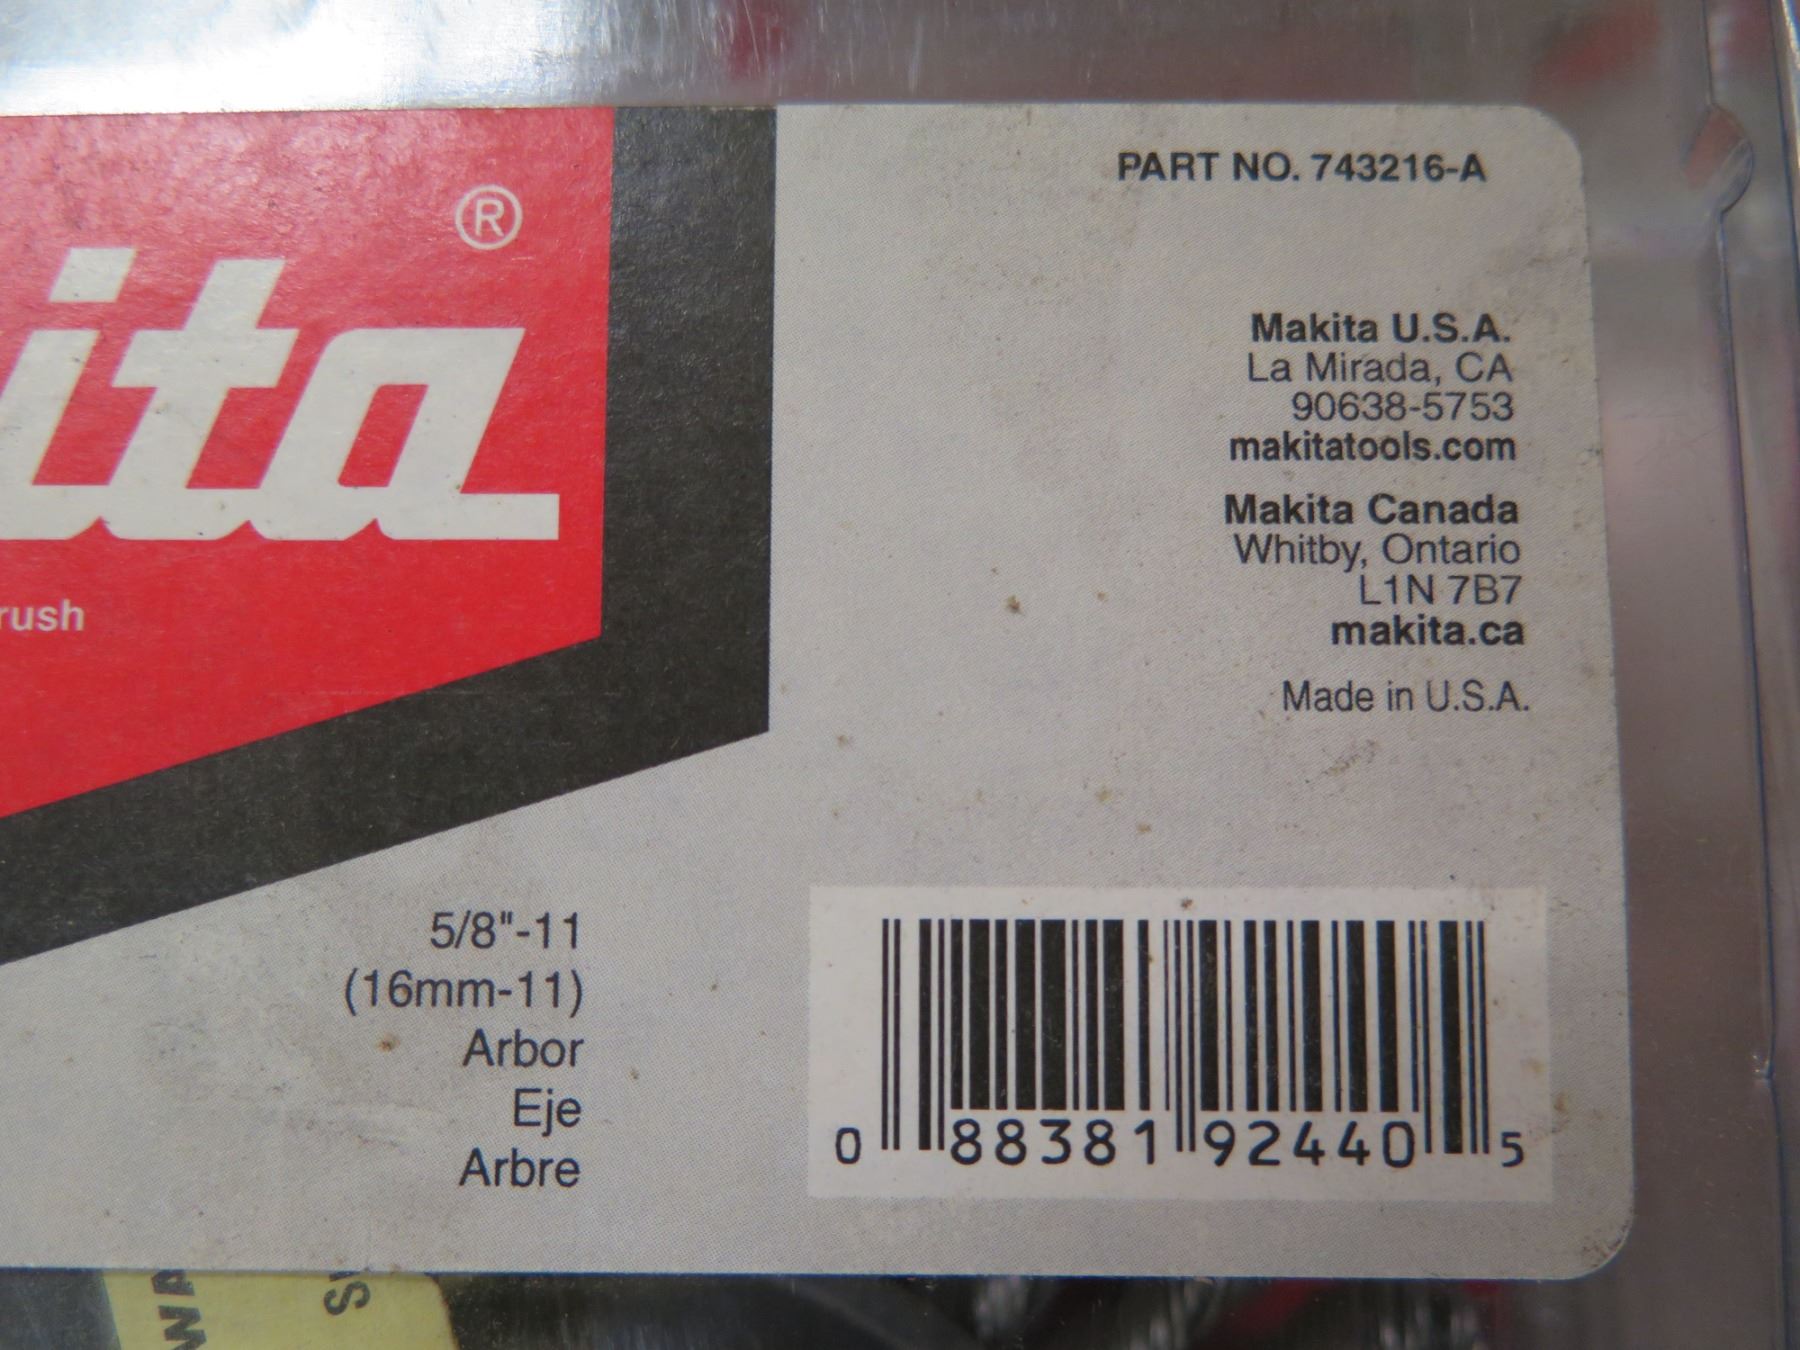 PART NO. 743216-A
®
ita
rush
Makita U.S.A.
La Mirada, CA
90638-5753
makitatools.com
Makita Canada
Whitby, Ontario
L1N 7B7
makita.ca
Made in U.S.A.
5/8"-11
(16mm-11)
Arbor
Eje
Arbre
0 88381 92440 5